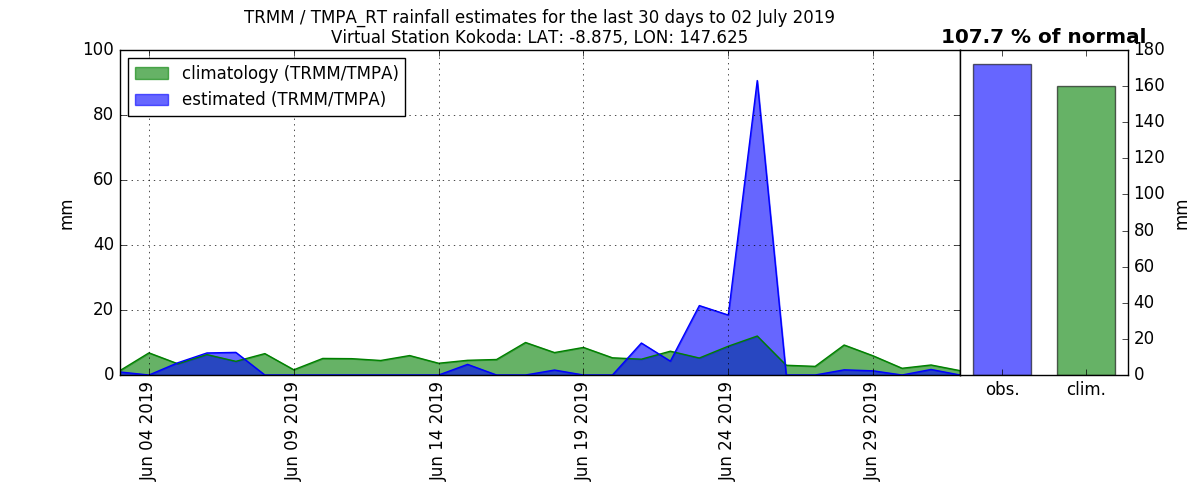 TRMM / TMPA_RT rainfall estimates for the last 30 days to 02 July 2019
Virtual Station Kokoda: LAT: -8.875, LON: 147.625
107.7 % of normal
climatology (TRMM/TMPA)
estimated (TRMM/TMPA)
100
80
60
40
20
0
mm
Jun 04 2019
Jun 09 2019
Jun 14 2019
Jun 19 2019
Jun 24 2019
Jun 29 2019
obs.
clim.
180
160
140
120
100
80
60
40
20
0
mm